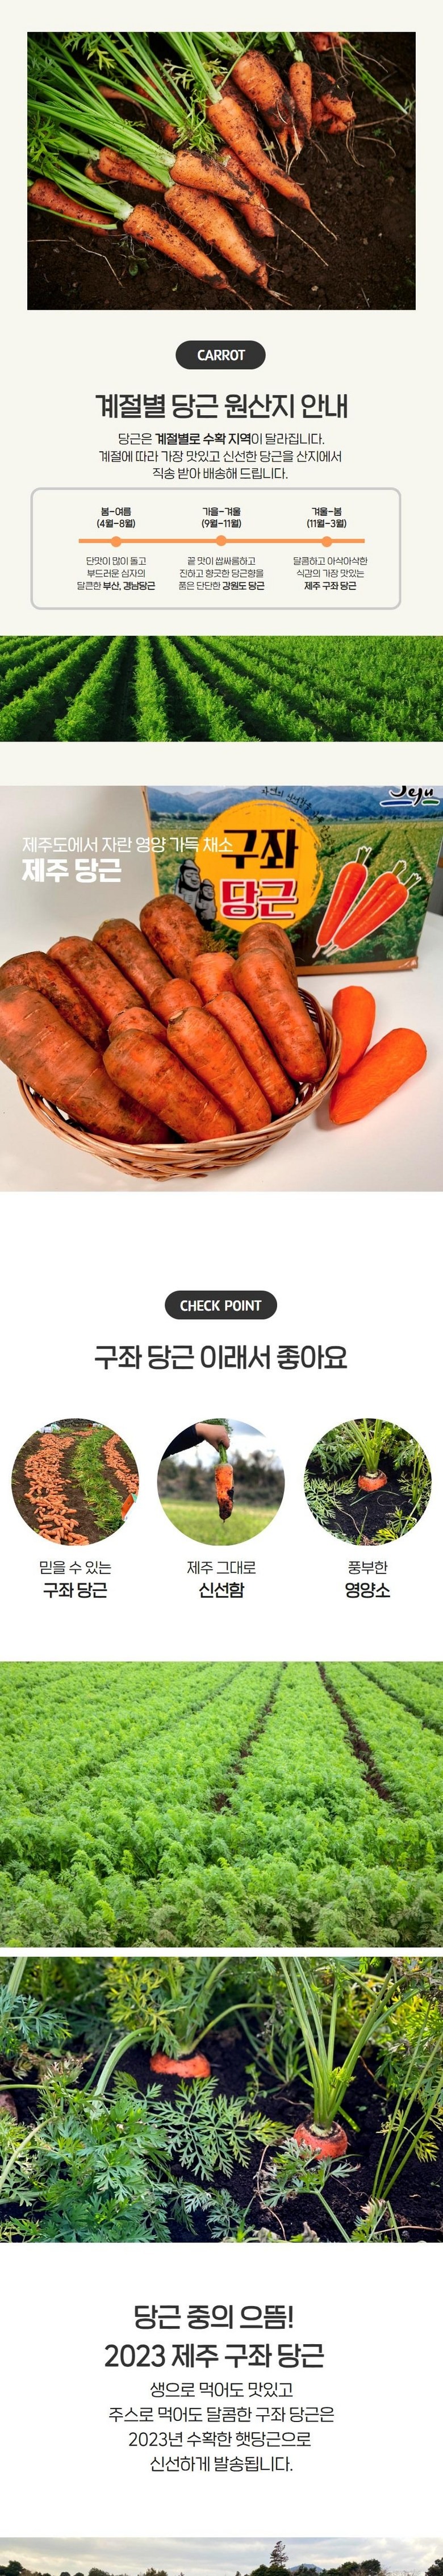 CARROT
계절별 당근 원산지 안내
당근은 계절별로 수확 지역이 달라집니다.
계절에 따라 가장 맛있고 신선한 당근을 산지에서
직송 받아 배송해 드립니다.
봄-여름
(4월-8월)
단맛이 많이 돌고
부드러운 심자의
달큰한 부산, 경남당근
가을-겨울
(9월-11월)
끝 맛이 쌉싸름하고
진하고 향긋한 당근향을
품은 단단한 강원도 당근
겨울-봄
(11월-3월)
달콤하고 아삭아삭한
식감의 가장 맛있는
제주 구좌 당근
Jeju
제주도에서 자란 영양 가득 채소
제주 당근
구좌
당근
CHECK POINT
구좌 당근 이래서 좋아요
믿을 수 있는
구좌 당근
제주 그대로
신선함
풍부한
영양소
당근 중의 으뜸!
2023 제주 구좌 당근
생으로 먹어도 맛있고
주스로 먹어도 달콤한 구좌 당근은
2023년 수확한 햇당근으로
신선하게 발송됩니다.